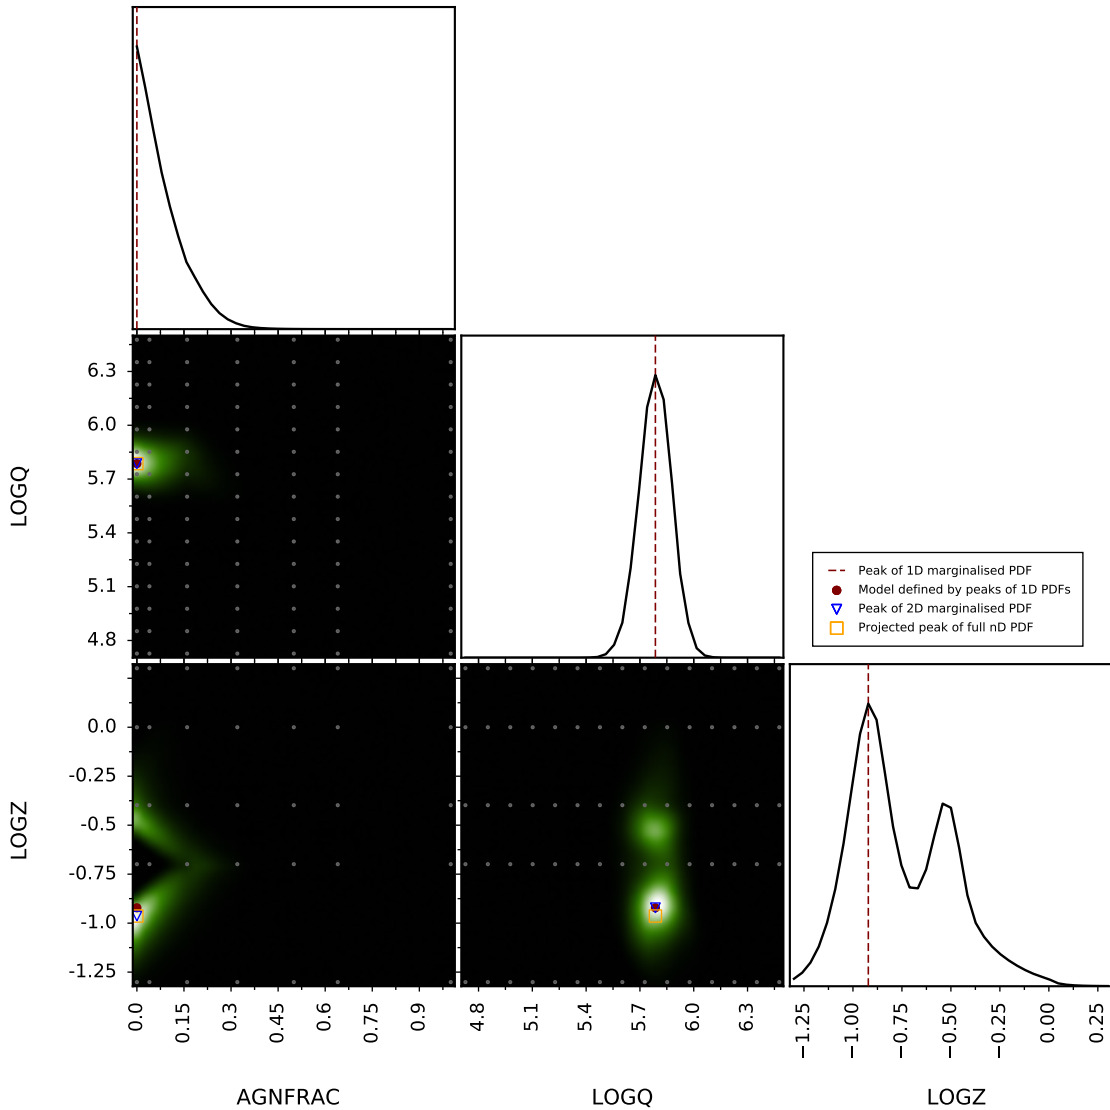 LOGQ
6.3
6.0
5.7
5.4
5.1
4.8
Peak of 1D marginalised PDF
Model defined by peaks of 1D PDFs
Peak of 2D marginalised PDF
Projected peak of full nD PDF
LOGZ
0.0
-0.25
-0.5
-0.75
-1.0
-1.25
0.0 0.15 0.3 0.45 0.6 0.75 0.9
4.8 5.1 5.4 5.7 6.0 6.3
−1.25 −1.00 −0.75 −0.50 −0.25 0.00 0.25
AGNFRAC LOGQ LOGZ